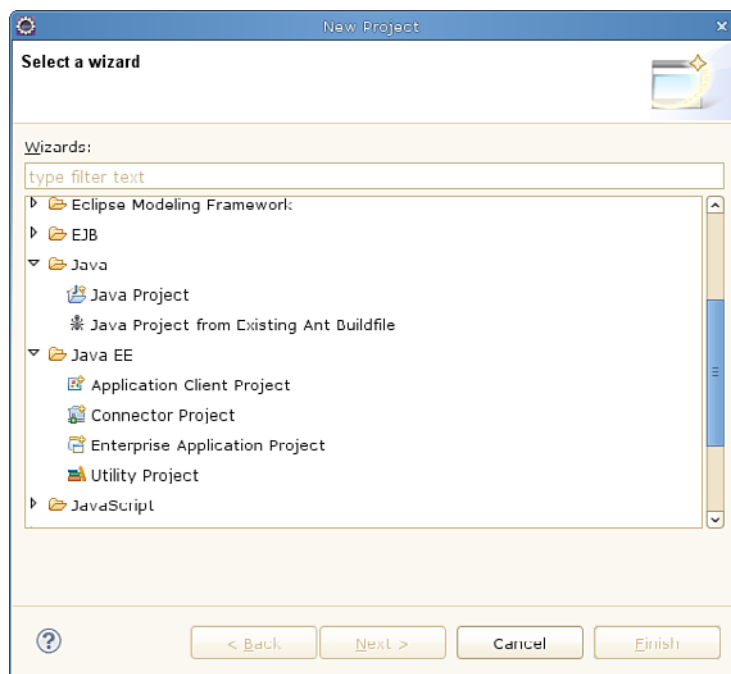 New Project
Select a wizard
Wizards:
type filter text
Eclipse Modeling Framework
EJB
Java
Java Project
Java Project from Existing Ant Buildfile
Java EE
Application Client Project
Connector Project
Enterprise Application Project
Utility Project
JavaScript
< Back Next > Cancel Finish